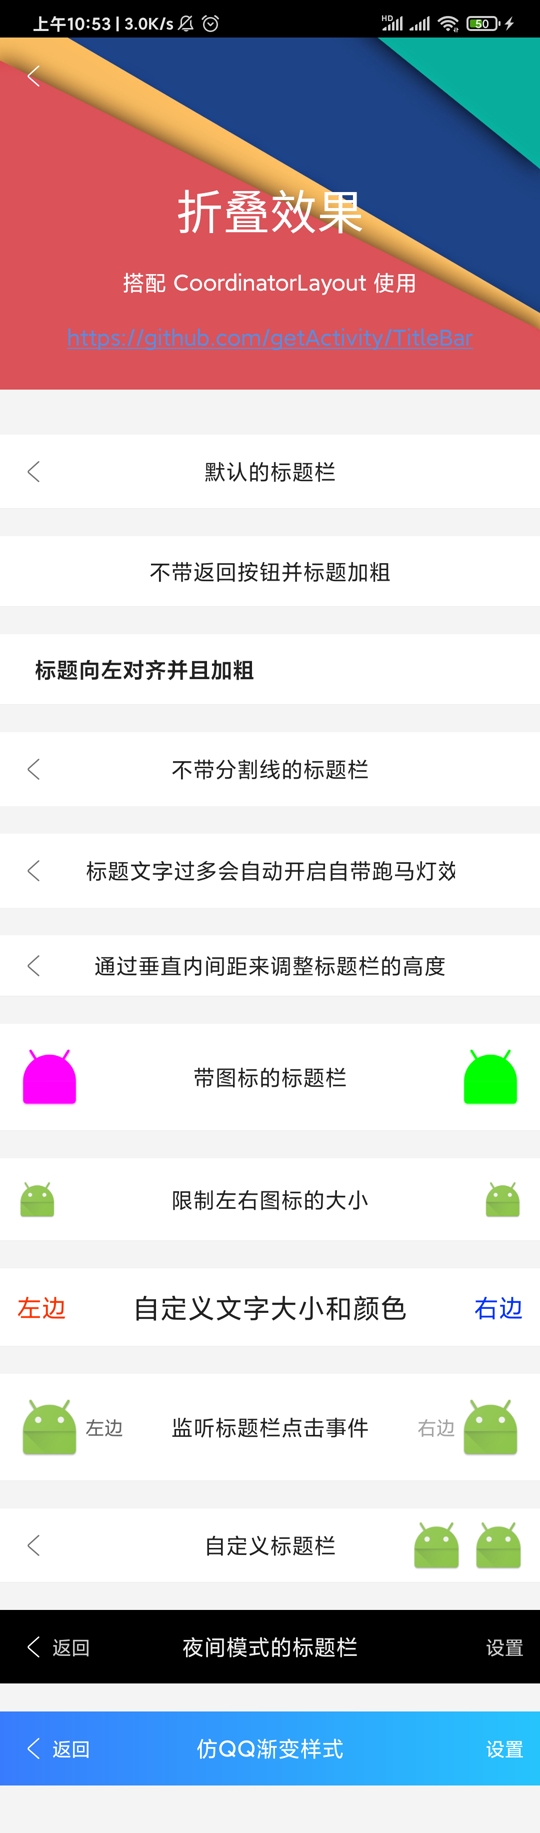 上午10:53 | 3.0K/s
HD
50
折叠效果
搭配 CoordinatorLayout 使用
https://github.com/getActivity/TitleBar
默认的标题栏
不带返回按钮并标题加粗
标题向左对齐并且加粗
不带分割线的标题栏
标题文字过多会自动开启自带跑马灯效
通过垂直内间距来调整标题栏的高度
带图标的标题栏
限制左右图标的大小
左边 自定义文字大小和颜色 右边
左边 监听标题栏点击事件 右边
自定义标题栏
返回 夜间模式的标题栏 设置
返回 仿QQ渐变样式 设置